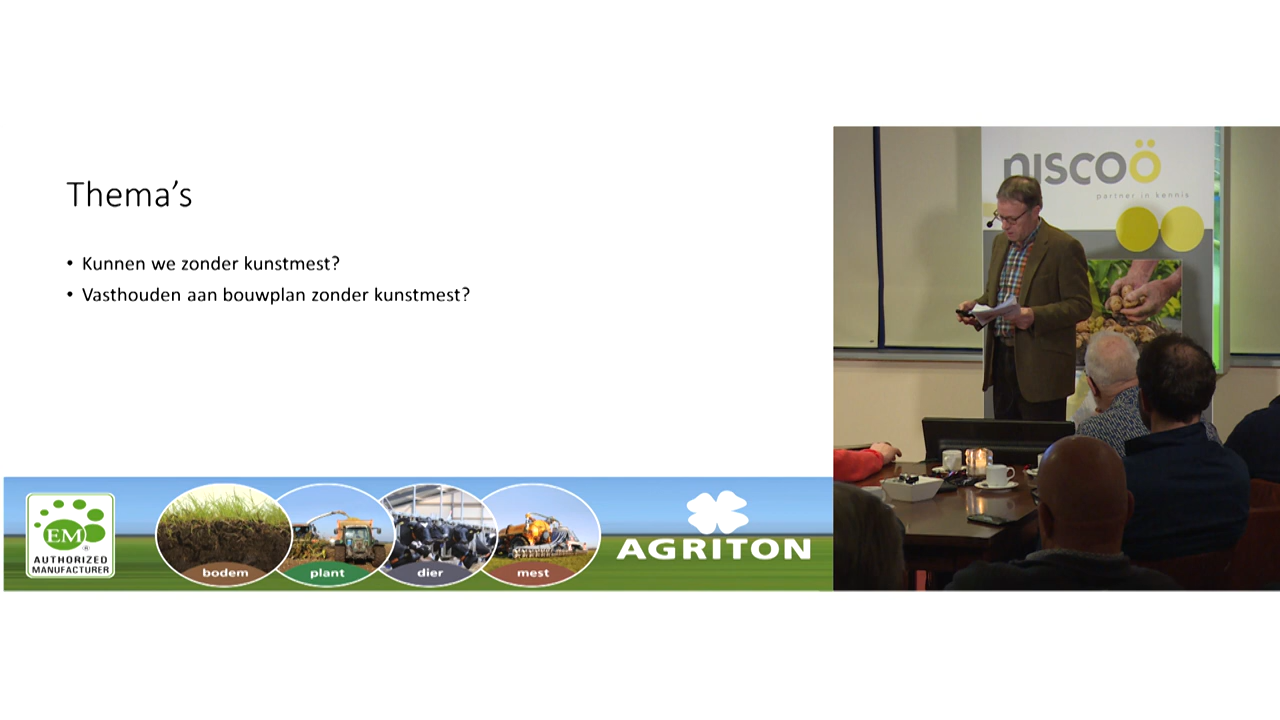 Thema’s
• Kunnen we zonder kunstmest?
• Vasthouden aan bouwplan zonder kunstmest?
EM®
AUTHORIZED
MANUFACTURER
bodem
plant
dier
mest
AGRITON
niscoö
partner in kennis